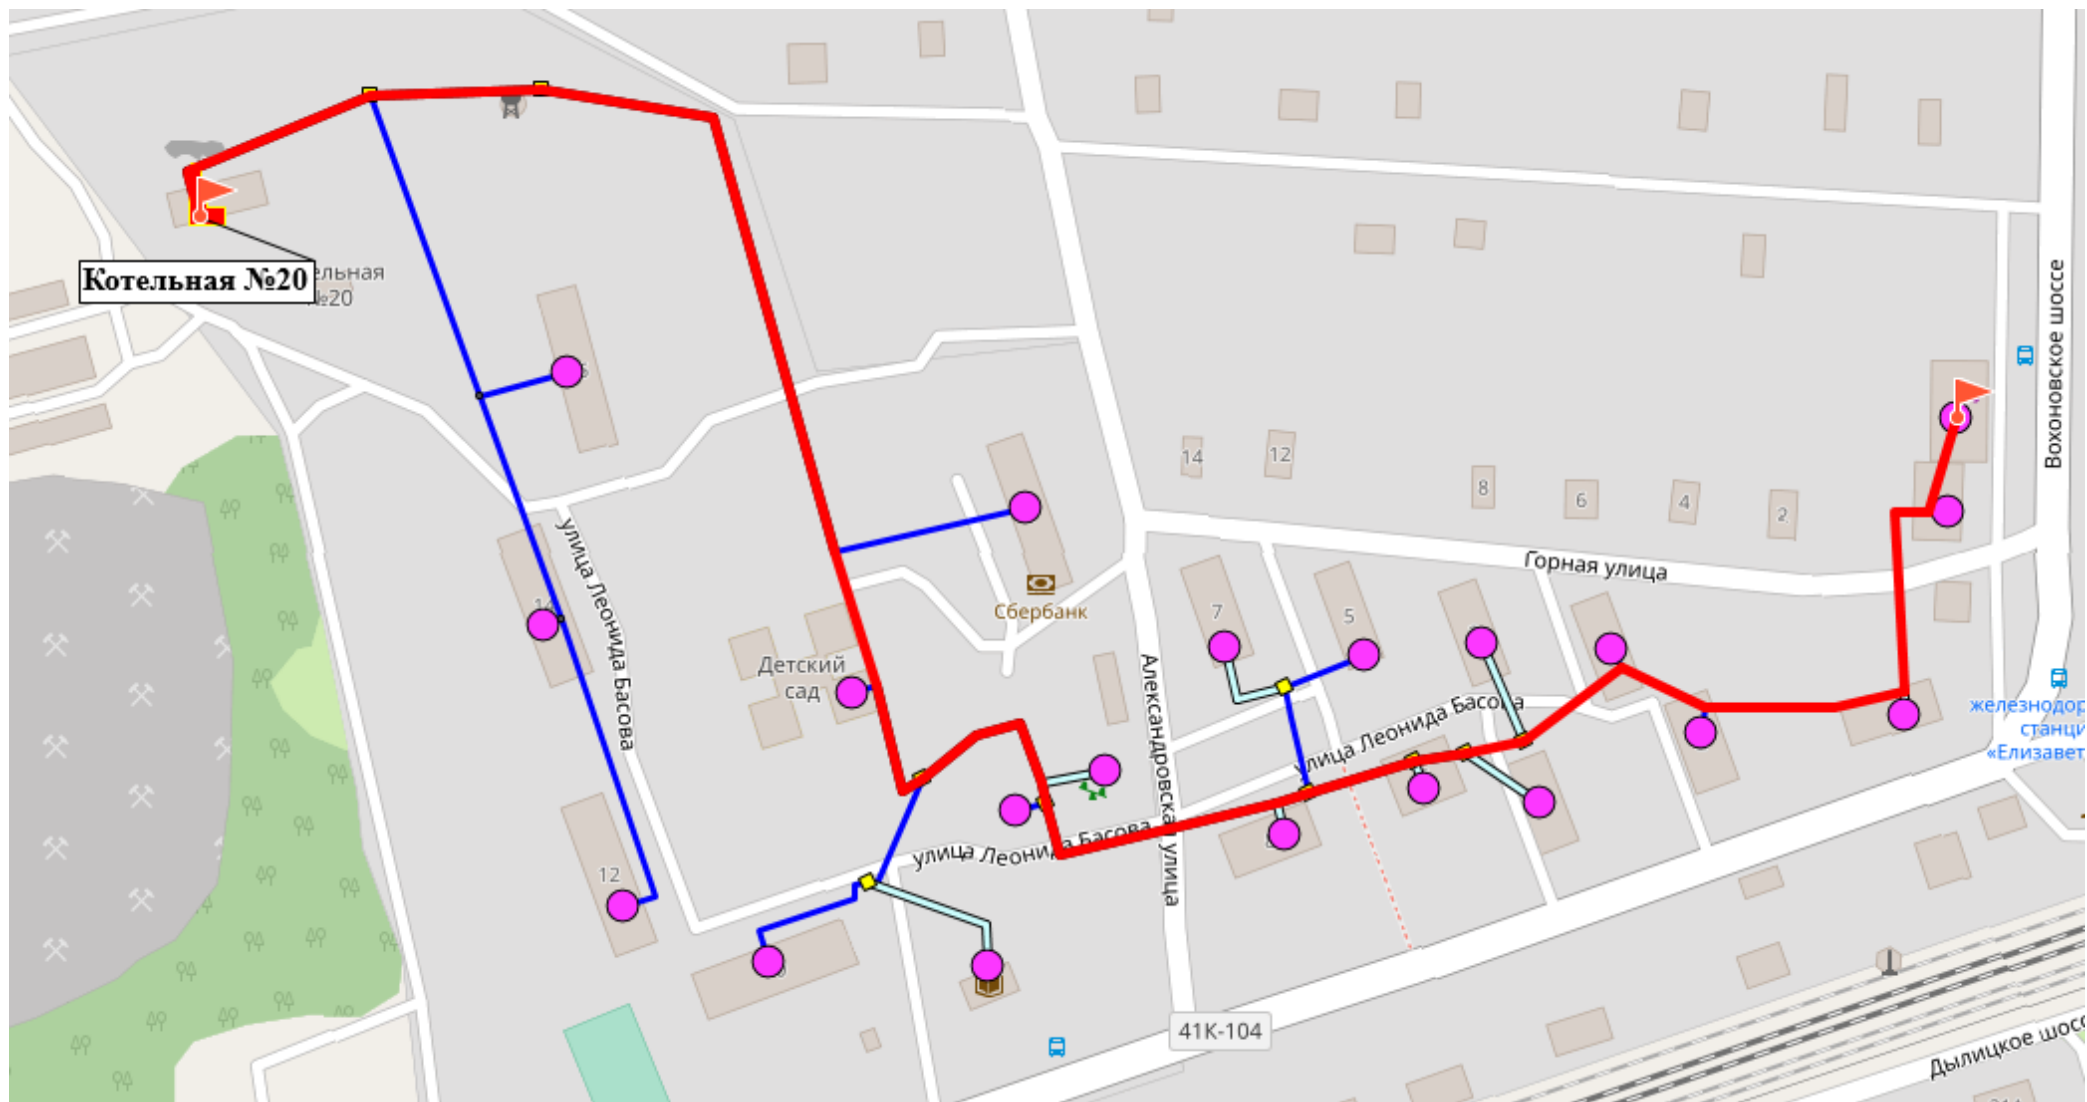 Котельная №20
ельная
№20
Вохоновское шоссе
14
12
8
6
4
2
улица Леонида Басова
Горная улица
Сбербанк
7
5
Детский
сад
Александровская улица
улица Леонида Басова
железнодор
станци
«Елизавет
улица Леонида Басова
12
41К-104
Дылицкое шосс